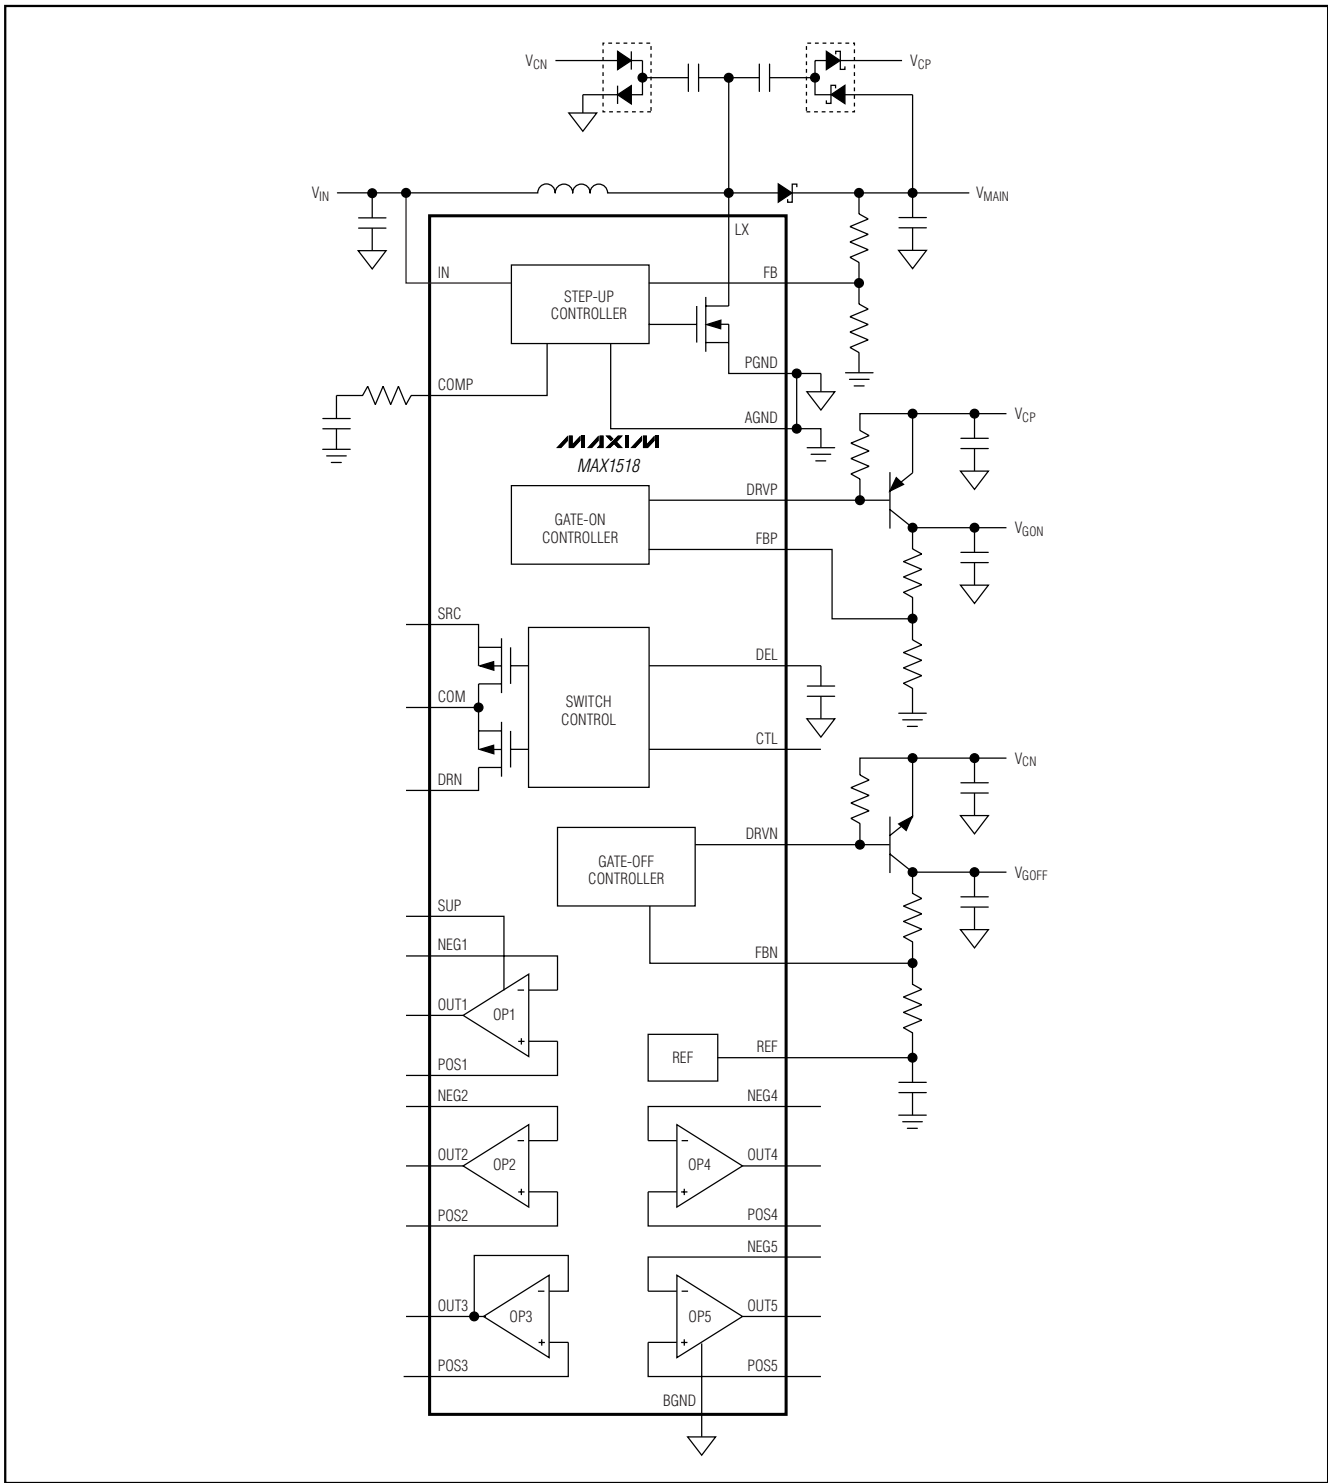 VCN
VCP
VIN
VMAIN
LX
IN
FB
STEP-UP
CONTROLLER
PGND
COMP
AGND
VCP
MAXIM
MAX1518
DRVP
GATE-ON
CONTROLLER
VGON
FBP
SRC
DEL
COM
SWITCH
CONTROL
CTL
DRN
VCN
DRVN
GATE-OFF
CONTROLLER
VGOFF
SUP
NEG1
FBN
−
OUT1
OP1
+
REF
REF
POS1
NEG2
NEG4
−
−
OUT2
OP2
OP4
OUT4
+
+
POS2
POS4
NEG5
−
−
OUT3
OP3
OP5
OUT5
+
+
POS3
POS5
BGND